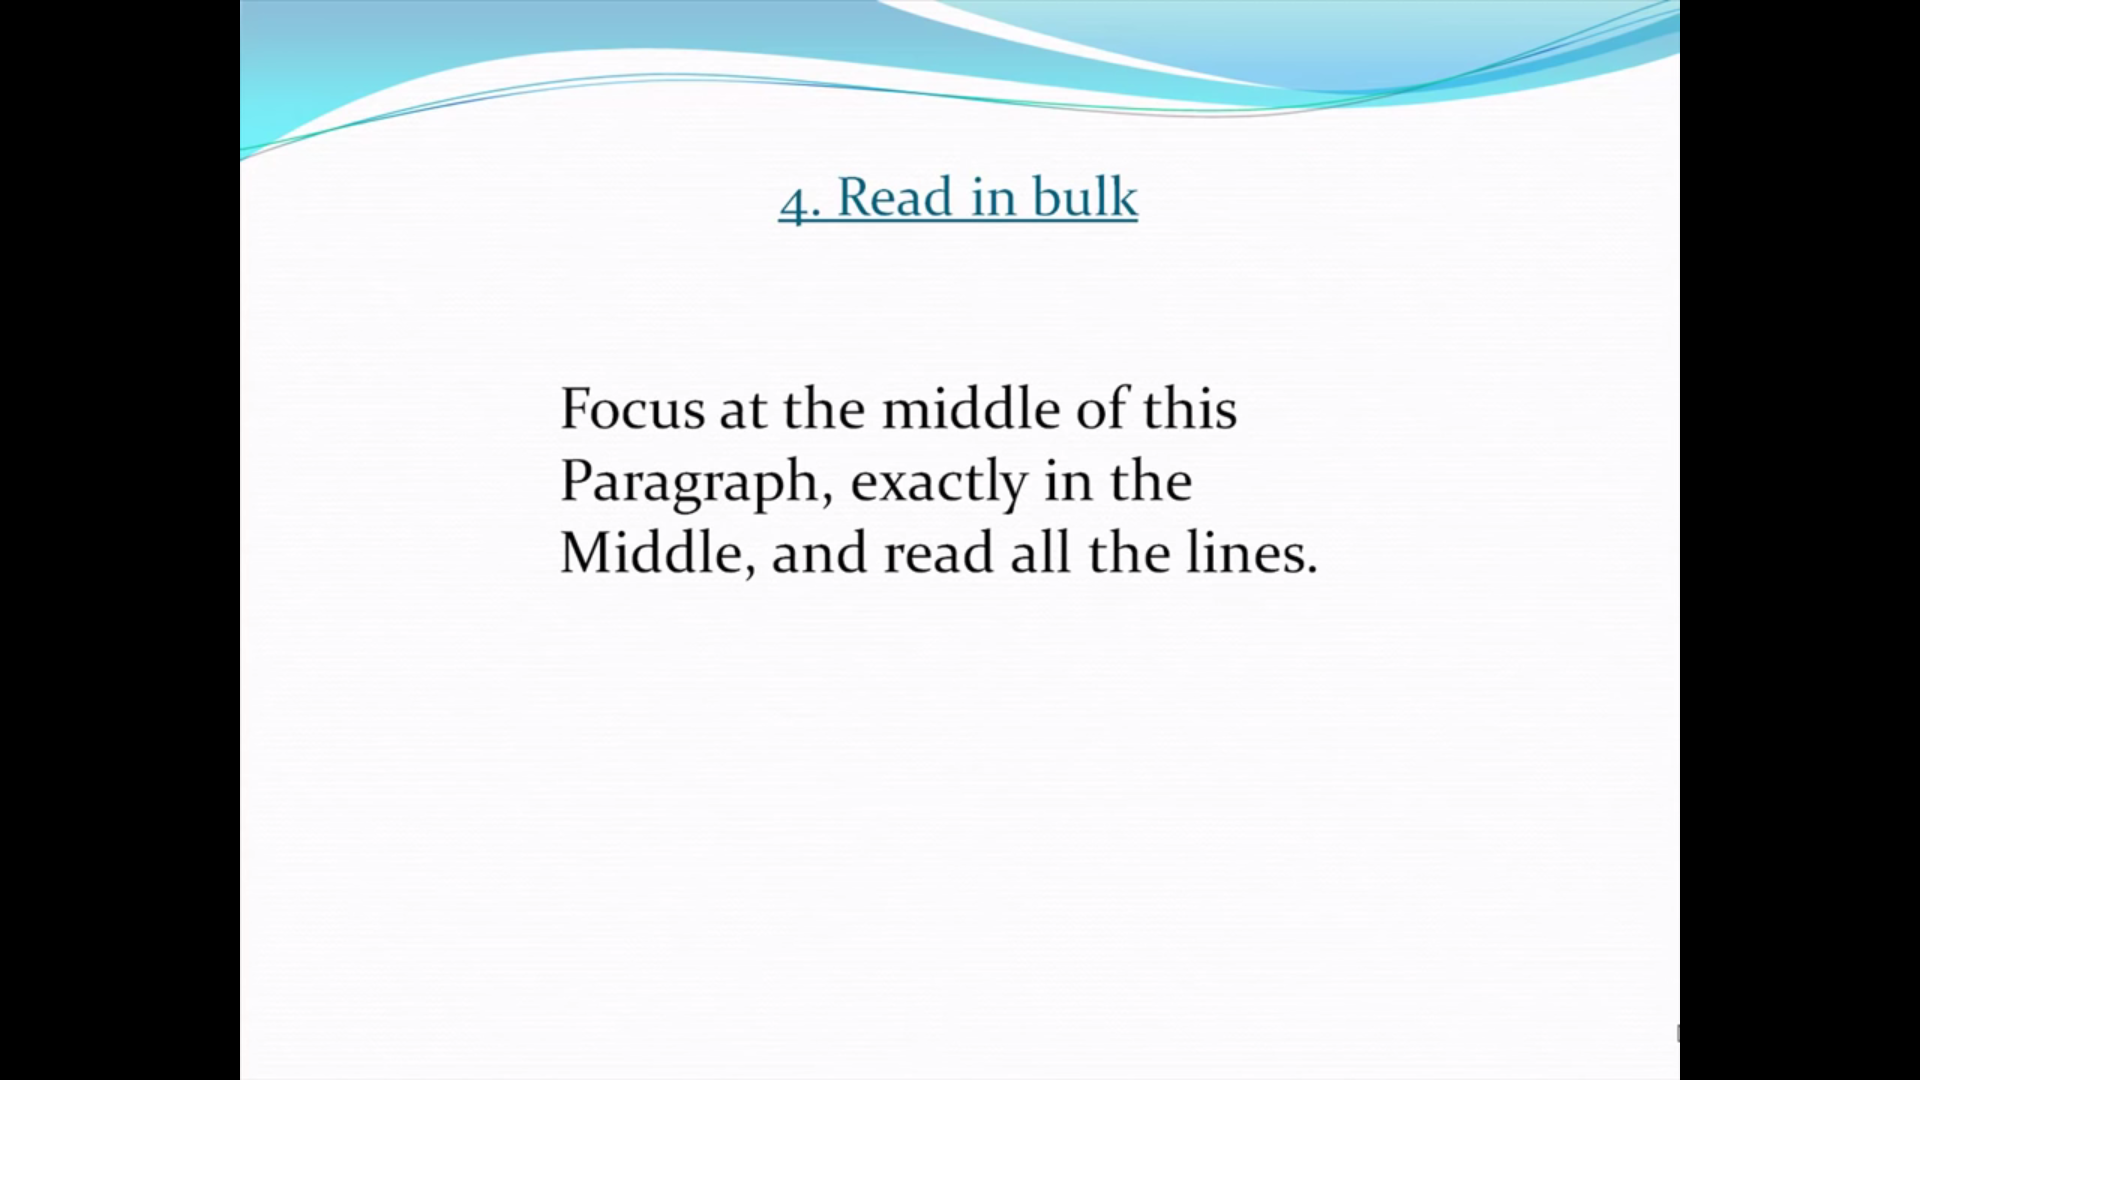 4. Read in bulk
Focus at the middle of this
Paragraph, exactly in the
Middle, and read all the lines.